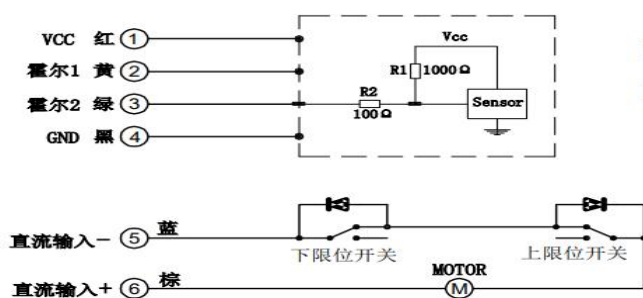 VCC 红 1
霍尔1 黄 2
霍尔2 绿 3
GND 黑 4
Vcc
R1 1000Ω
R2
100Ω
Sensor
直流输入- 5 蓝
下限位开关
上限位开关
直流输入+ 6 棕
MOTOR
M